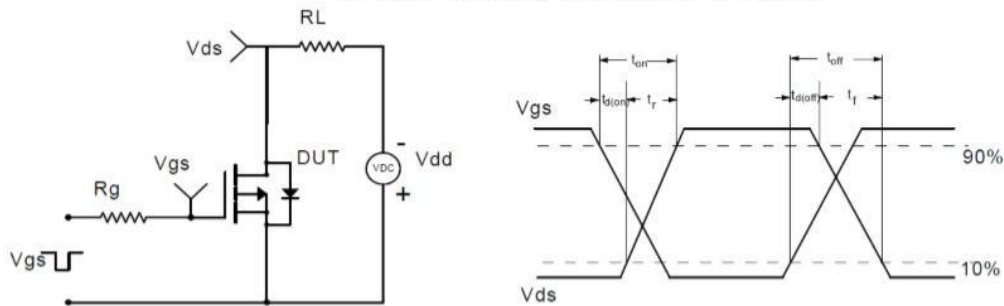 RL
Vds
DUT
Vgs
Rg
Vgs
VDC
-
+
Vdd
ton
toff
td(on)
tr
td(off)
tf
Vgs
90%
10%
Vds